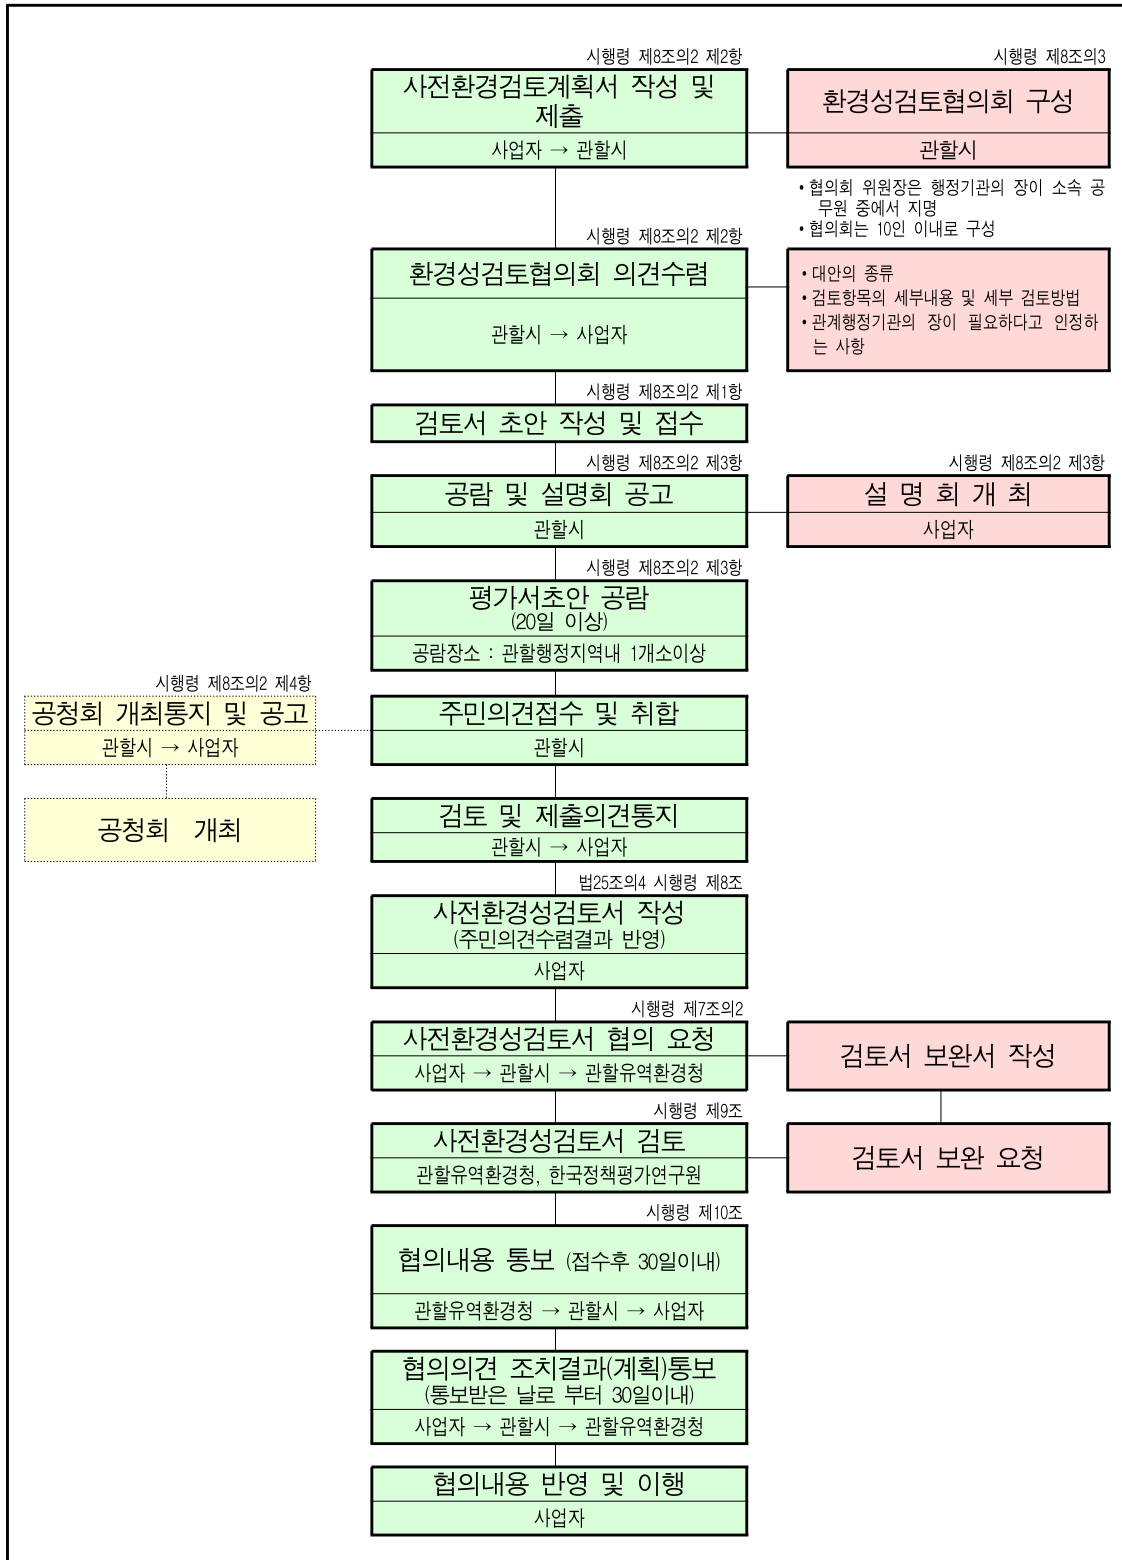 시행령 제8조의2 제2항
사전환경검토계획서 작성 및
제출
사업자 → 관할시
시행령 제8조의3
환경성검토협의회 구성
관할시
• 협의회 위원장은 행정기관의 장이 소속 공
무원 중에서 지명
• 협의회는 10인 이내로 구성
시행령 제8조의2 제2항
환경성검토협의회 의견수렴
관할시 → 사업자
• 대안의 종류
• 검토항목의 세부내용 및 세부 검토방법
• 관계행정기관의 장이 필요하다고 인정하
는 사항
시행령 제8조의2 제1항
검토서 초안 작성 및 접수
시행령 제8조의2 제3항
공람 및 설명회 공고
관할시
시행령 제8조의2 제3항
설 명 회 개 최
사업자
시행령 제8조의2 제3항
평가서초안 공람
(20일 이상)
공람장소 : 관할행정지역내 1개소이상
시행령 제8조의2 제4항
공청회 개최통지 및 공고
관할시 → 사업자
주민의견접수 및 취합
관할시
공청회 개최
검토 및 제출의견통지
관할시 → 사업자
법25조의4 시행령 제8조
사전환경성검토서 작성
(주민의견수렴결과 반영)
사업자
시행령 제7조의2
사전환경성검토서 협의 요청
사업자 → 관할시 → 관할유역환경청
검토서 보완서 작성
시행령 제9조
사전환경성검토서 검토
관할유역환경청, 한국정책평가연구원
검토서 보완 요청
시행령 제10조
협의내용 통보 (접수후 30일이내)
관할유역환경청 → 관할시 → 사업자
협의의견 조치결과(계획)통보
(통보받은 날로 부터 30일이내)
사업자 → 관할시 → 관할유역환경청
협의내용 반영 및 이행
사업자